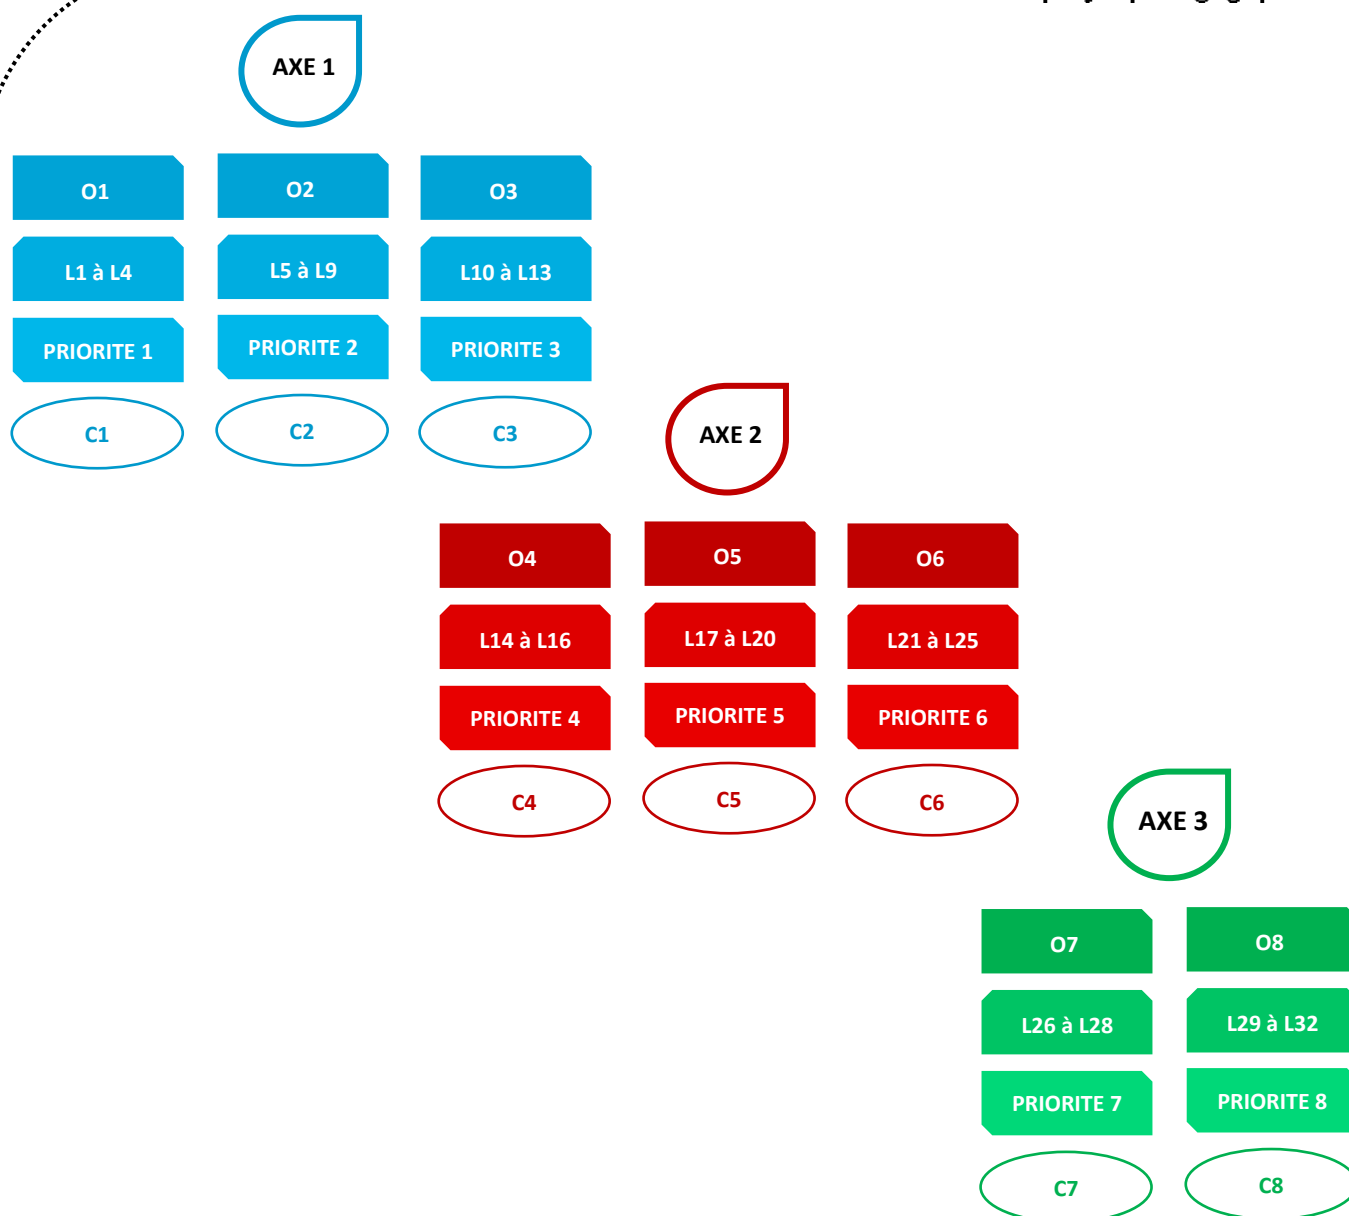 AXE 1
O1 O2 O3
L1 à L4 L5 à L9 L10 à L13
PRIORITE 1 PRIORITE 2 PRIORITE 3
C1 C2 C3
AXE 2
O4 O5 O6
L14 à L16 L17 à L20 L21 à L25
PRIORITE 4 PRIORITE 5 PRIORITE 6
C4 C5 C6
AXE 3
O7 O8
L26 à L28 L29 à L32
PRIORITE 7 PRIORITE 8
C7 C8